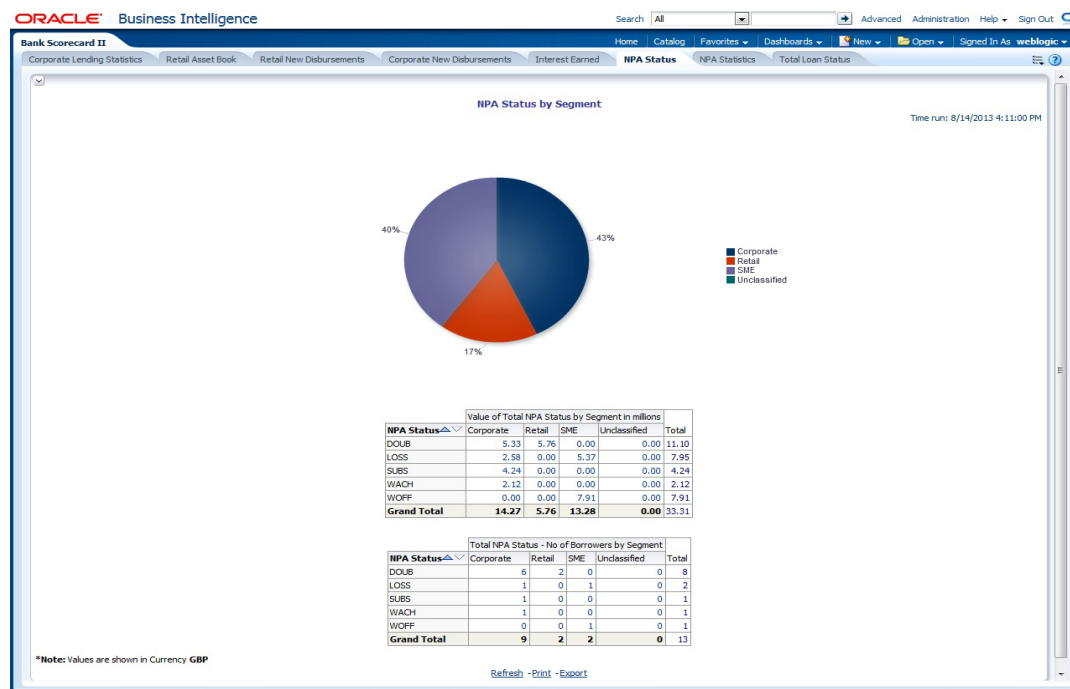 ORACLE Business Intelligence
Search All Advanced Administration Help Sign Out
Bank Scorecard II
Home Catalog Favorites Dashboards New Open Signed In As weblogic
Corporate Lending Statistics Retail Asset Book Retail New Disbursements Corporate New Disbursements Interest Earned NPA Status NPA Statistics Total Loan Status
NPA Status by Segment
Time run: 8/14/2013 4:11:00 PM
40%
43%
17%
Corporate
Retail
SME
Unclassified
Value of Total NPA Status by Segment in millions
NPA Status Corporate Retail SME Unclassified Total
DOUB 5.33 5.76 0.00 0.00 11.10
LOSS 2.58 0.00 5.37 0.00 7.95
SUBS 4.24 0.00 0.00 0.00 4.24
WACH 2.12 0.00 0.00 0.00 2.12
WOFF 0.00 0.00 7.91 0.00 7.91
Grand Total 14.27 5.76 13.28 0.00 33.31
Total NPA Status - No of Borrowers by Segment
NPA Status Corporate Retail SME Unclassified Total
DOUB 6 2 0 0 8
LOSS 1 0 1 0 2
SUBS 1 0 0 0 1
WACH 1 0 0 0 1
WOFF 0 0 1 0 1
Grand Total 9 2 2 0 13
*Note: Values are shown in Currency GBP
Refresh - Print - Export